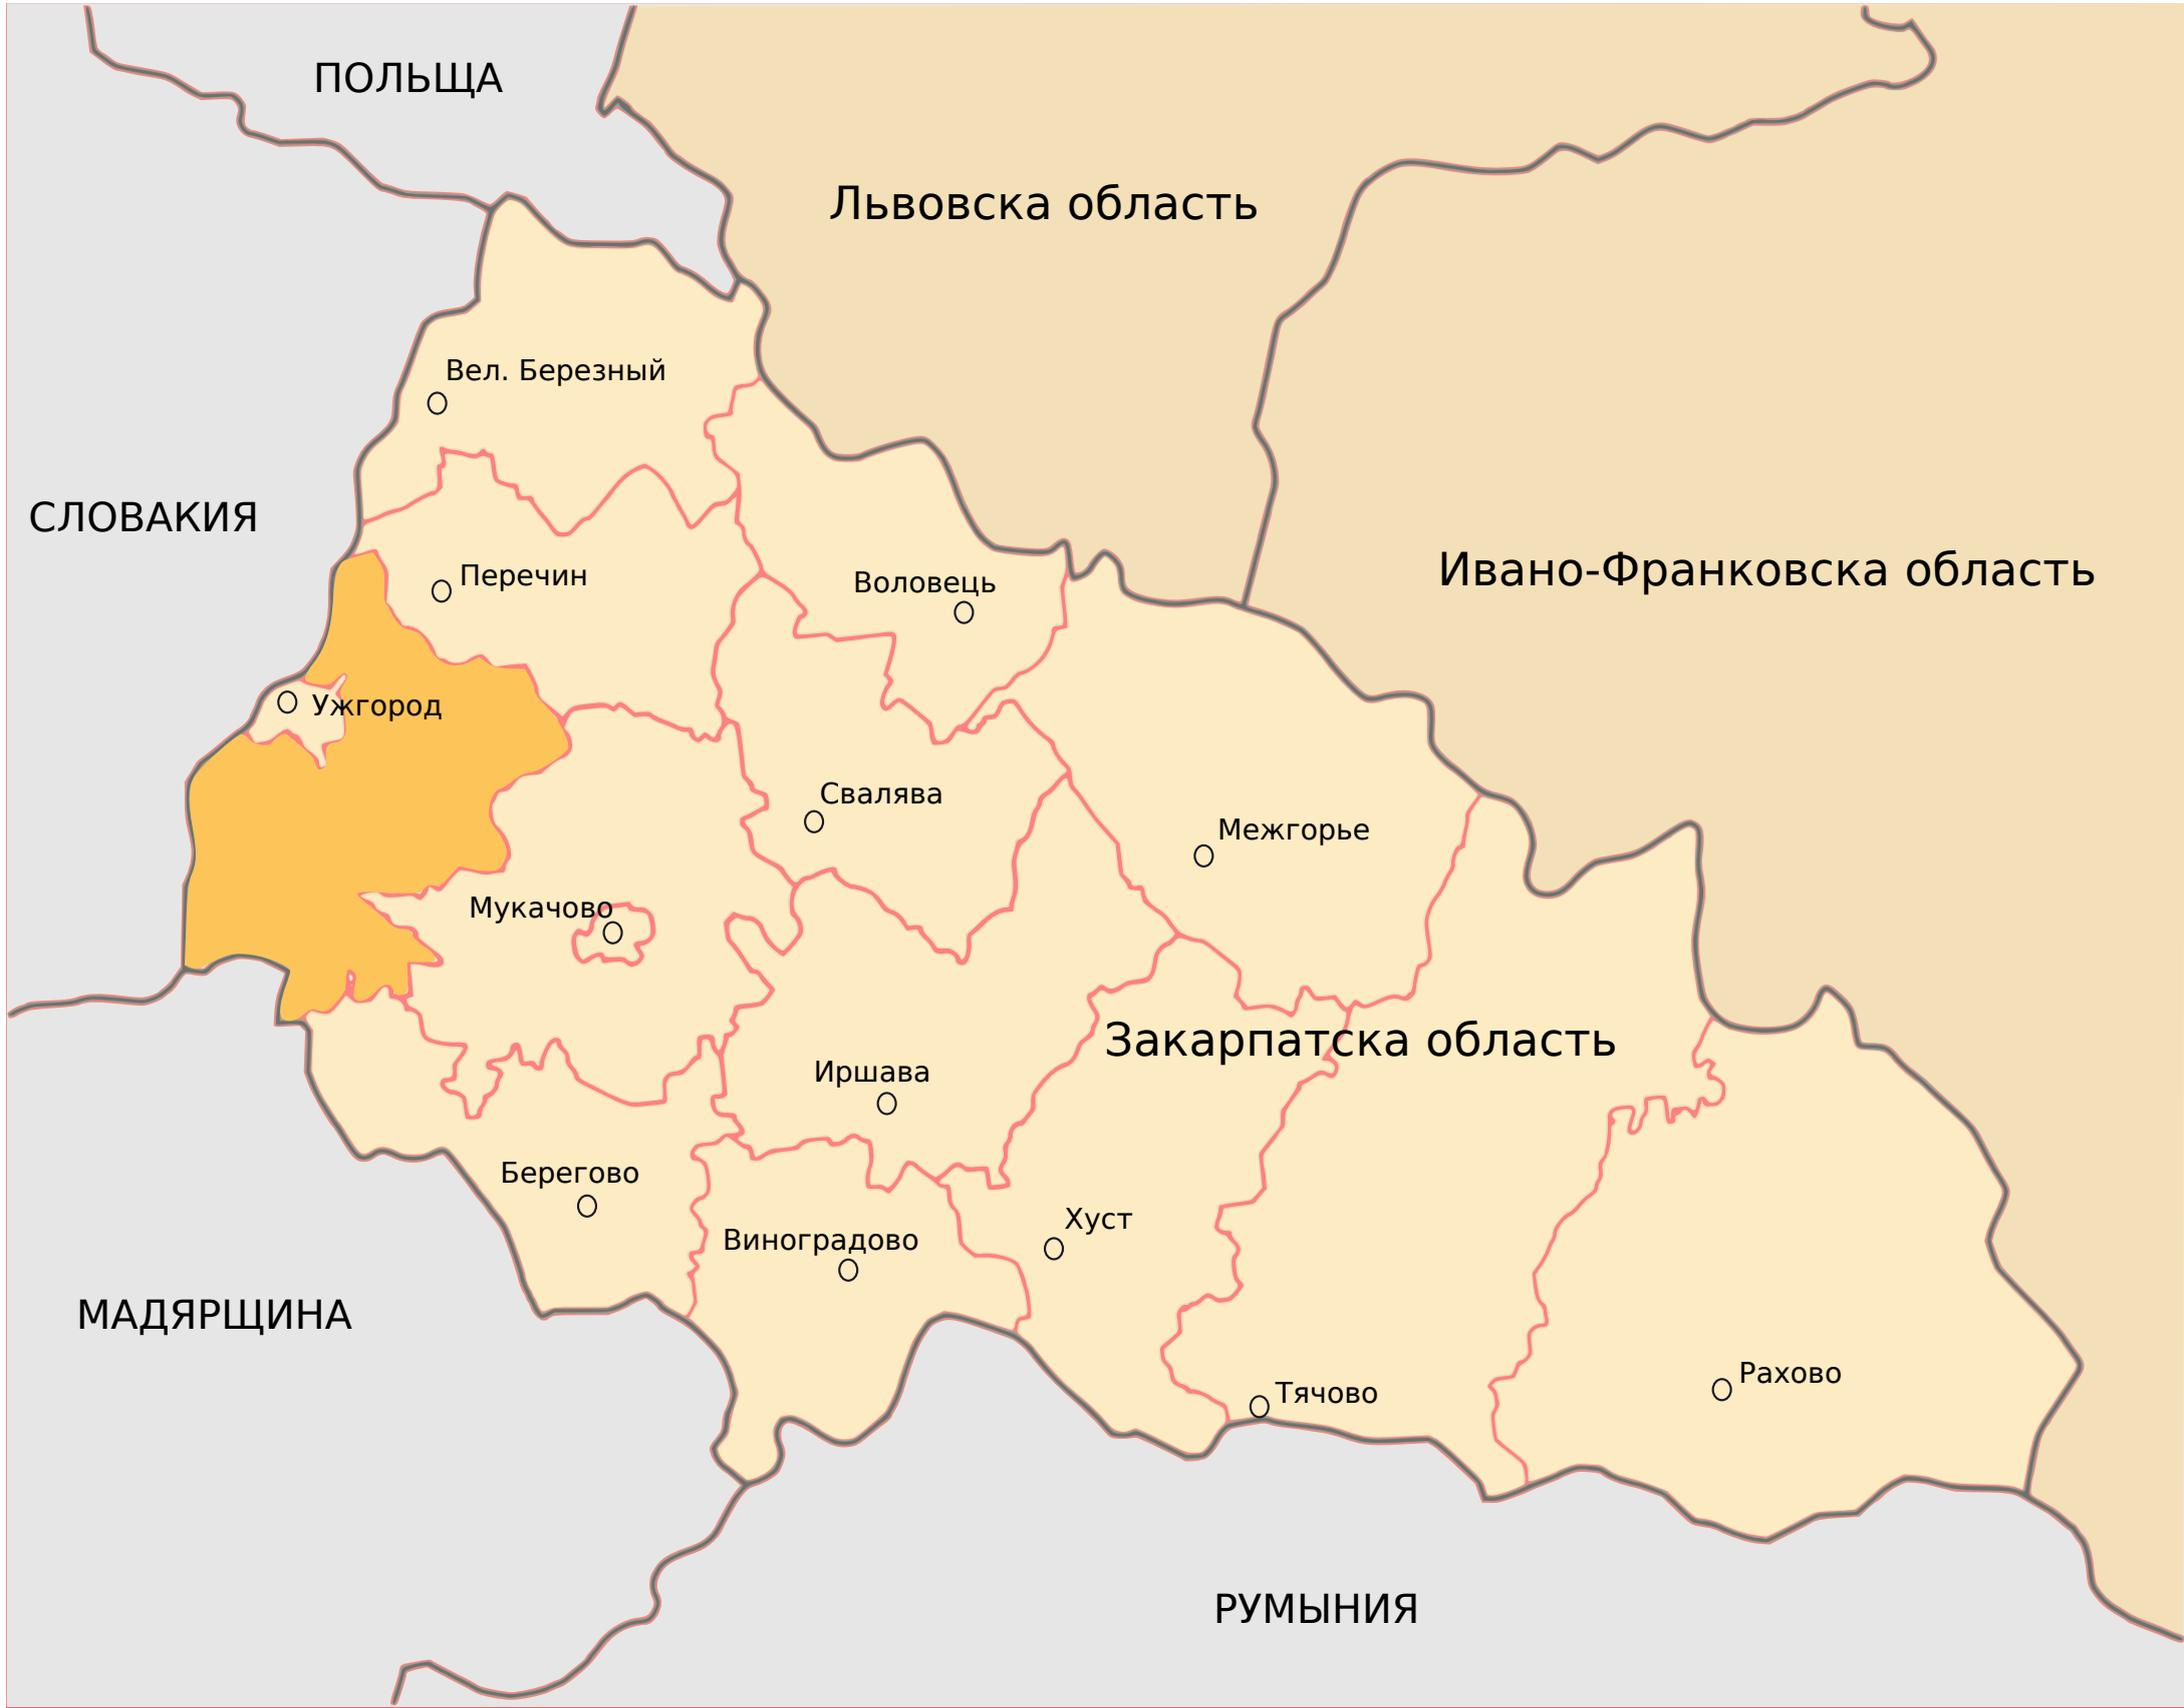 ПОЛЬЩА
Львовска область
Вел. Березный
СЛОВАКИЯ
Ивано-Франковска область
Перечин
Воловець
Ужгород
Свалява
Межгорье
Мукачово
Закарпатска область
Иршава
Берегово
Хуст
Виноградово
МАДЯРЩИНА
Рахово
Тячово
РУМЫНИЯ